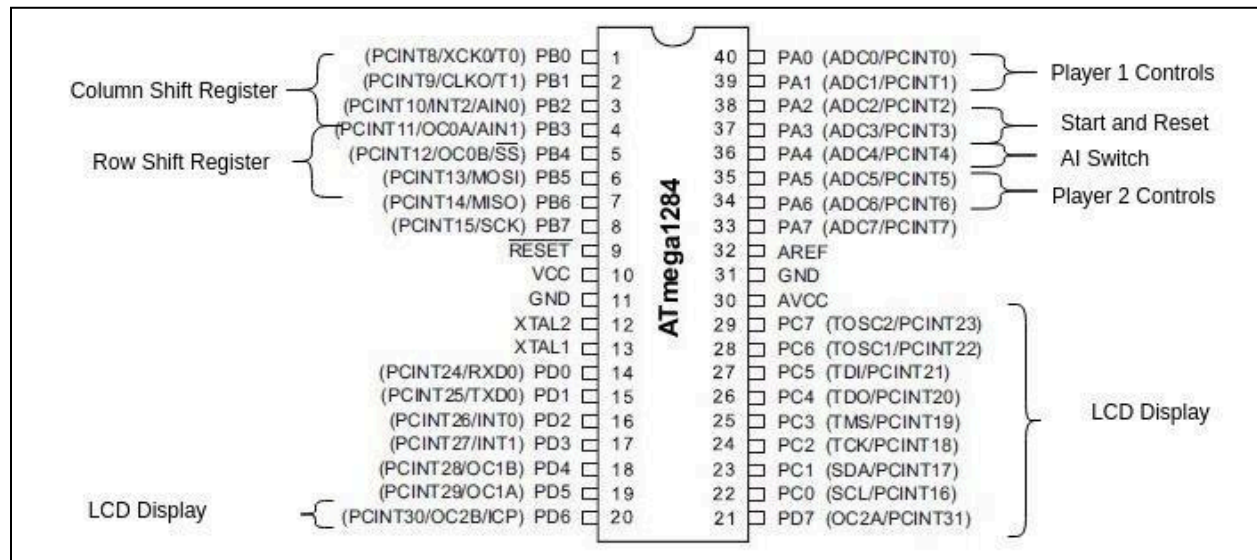 Column Shift Register
Row Shift Register
LCD Display
(PCINT8/XCK0/T0) PB0 1
(PCINT9/CLKO/T1) PB1 2
(PCINT10/INT2/AIN0) PB2 3
(PCINT11/OC0A/AIN1) PB3 4
(PCINT12/OC0B/SS) PB4 5
(PCINT13/MOSI) PB5 6
(PCINT14/MISO) PB6 7
(PCINT15/SCK) PB7 8
RESET 9
VCC 10
GND 11
XTAL2 12
XTAL1 13
(PCINT24/RXD0) PD0 14
(PCINT25/TXD0) PD1 15
(PCINT26/INT0) PD2 16
(PCINT27/INT1) PD3 17
(PCINT28/OC1B) PD4 18
(PCINT29/OC1A) PD5 19
(PCINT30/OC2B/ICP) PD6 20
ATmega1284
40 PA0 (ADC0/PCINT0)
39 PA1 (ADC1/PCINT1)
38 PA2 (ADC2/PCINT2)
37 PA3 (ADC3/PCINT3)
36 PA4 (ADC4/PCINT4)
35 PA5 (ADC5/PCINT5)
34 PA6 (ADC6/PCINT6)
33 PA7 (ADC7/PCINT7)
32 AREF
31 GND
30 AVCC
29 PC7 (TOSC2/PCINT23)
28 PC6 (TOSC1/PCINT22)
27 PC5 (TDI/PCINT21)
26 PC4 (TDO/PCINT20)
25 PC3 (TMS/PCINT19)
24 PC2 (TCK/PCINT18)
23 PC1 (SDA/PCINT17)
22 PC0 (SCL/PCINT16)
21 PD7 (OC2A/PCINT31)
Player 1 Controls
Start and Reset
AI Switch
Player 2 Controls
LCD Display